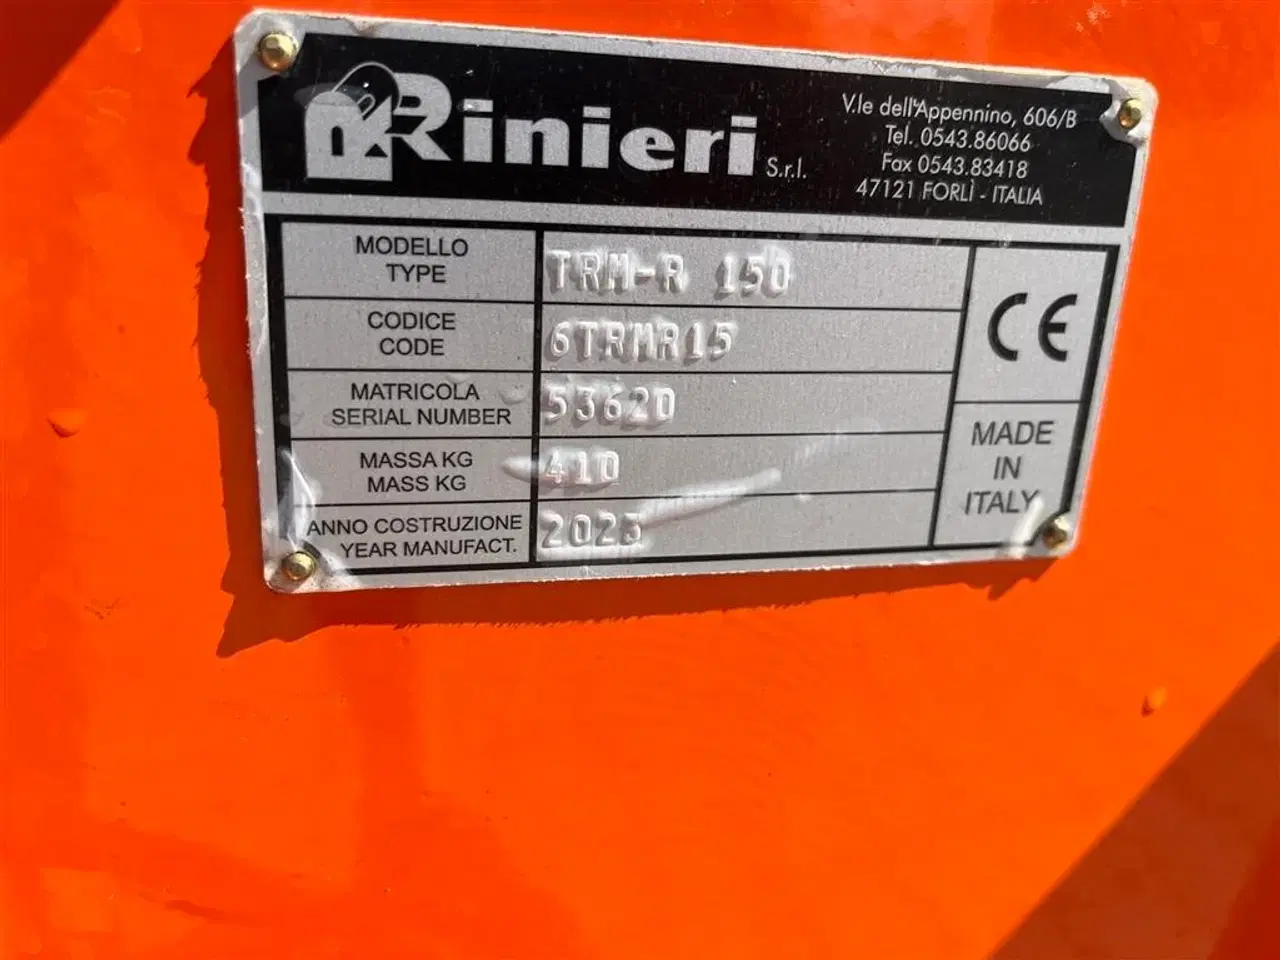 Rinieri S.r.l.
V.le dell'Appennino, 606/B
Tel. 0543.86066
Fax 0543.83418
47121 FORLÌ - ITALIA
MODELLO
TYPE
TRM-R 150
CODICE
CODE
6TRMR15
MATRICOLA
SERIAL NUMBER
53620
MASSA KG
MASS KG
410
ANNO COSTRUZIONE
YEAR MANUFACT.
2023
CE
MADE
IN
ITALY